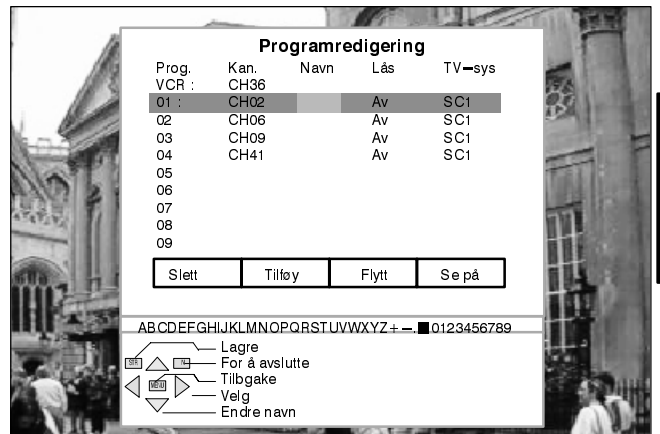 Programredigering
Prog. Kan. Navn Lås TV–sys
VCR : CH36
01 : CH02 Av SC1
02 CH06 Av SC1
03 CH09 Av SC1
04 CH41 Av SC1
05
06
07
08
09
Slett Tilføy Flytt Se på
ABCDEFGHIJKLMNOPQRSTUVWXYZ+–.■0123456789
Lagre
STR N For å avslutte
MENU Tilbgake
Velg
Endre navn